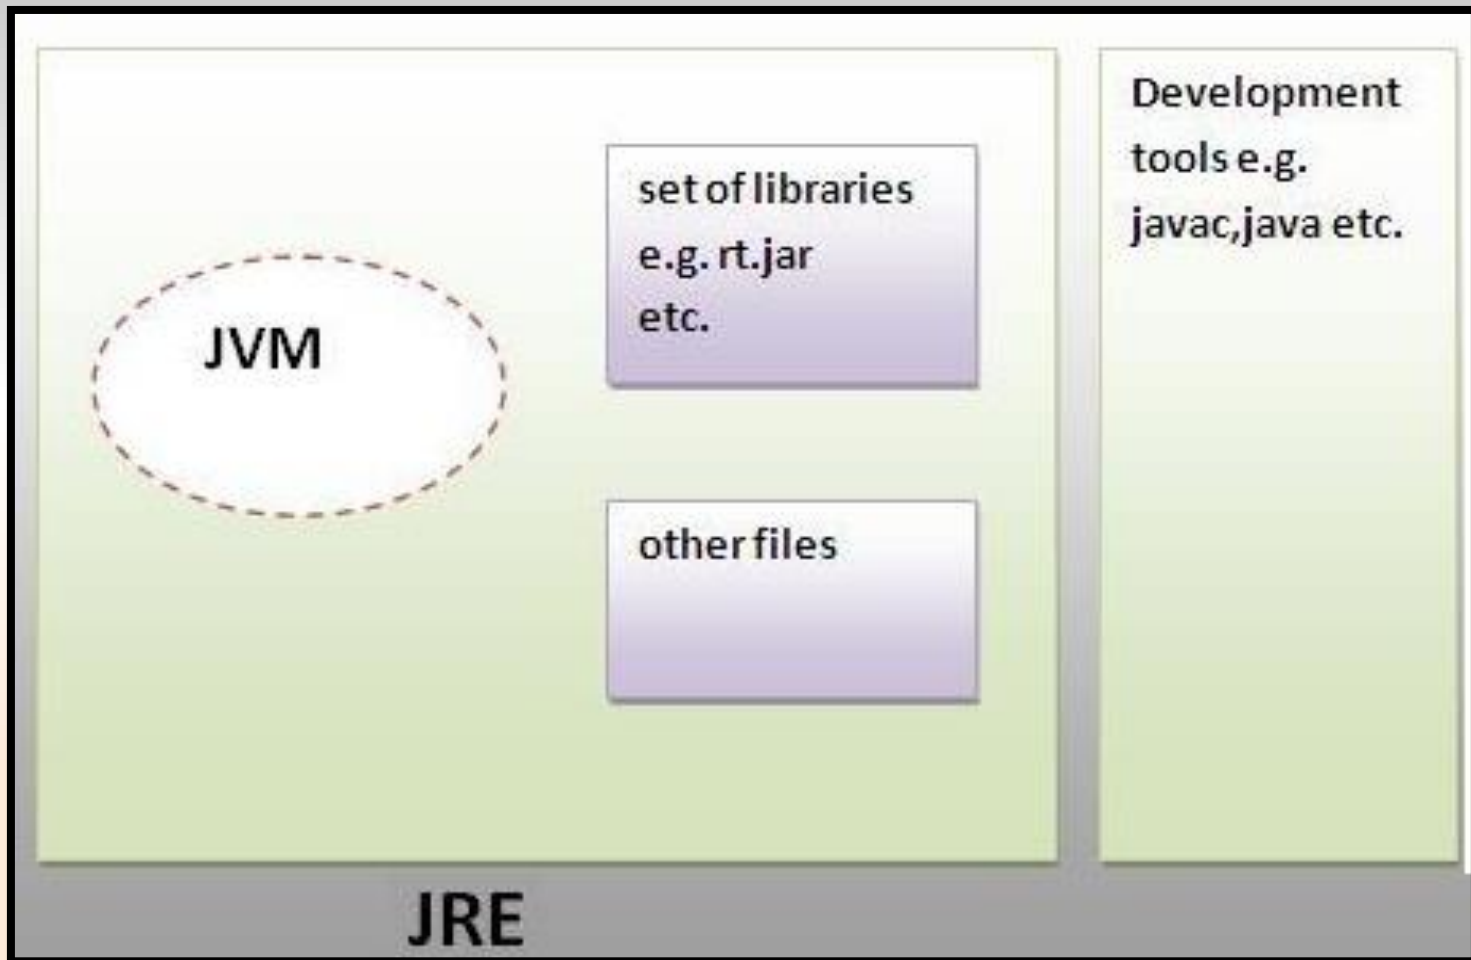 JVM
set of libraries
e.g. rt.jar
etc.
other files
Development
tools e.g.
javac,java etc.
JRE